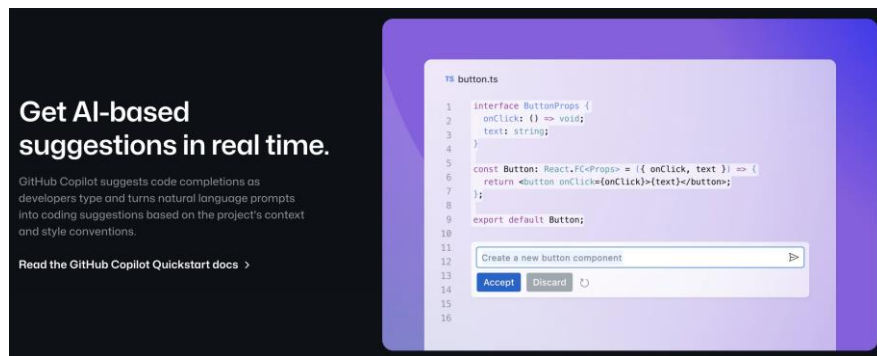 Get AI-based
suggestions in real time.
GitHub Copilot suggests code completions as
developers type and turns natural language prompts
into coding suggestions based on the project's context
and style conventions.
Read the GitHub Copilot Quickstart docs >
TS button.ts
1 interface ButtonProps {
2 onClick: () => void;
3 text: string;
4 }
5
6 const Button: React.FC<Props> = ({ onClick, text }) => {
7 return <button onClick={onClick}>{text}</button>;
8 };
9 export default Button;
10
11
12 Create a new button component
13 Accept Discard
14
15
16